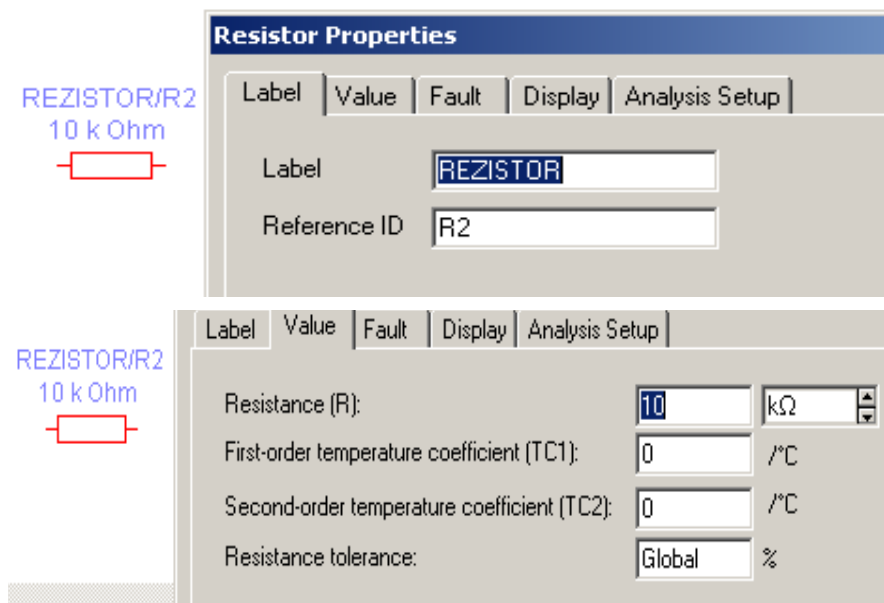 Resistor Properties
Label Value Fault Display Analysis Setup
REZISTOR/R2
10 k Ohm
Label REZISTOR
Reference ID R2
Label Value Fault Display Analysis Setup
REZISTOR/R2
10 k Ohm
Resistance (R): 10 kΩ
First-order temperature coefficient (TC1): 0 /°C
Second-order temperature coefficient (TC2): 0 /°C
Resistance tolerance: Global %